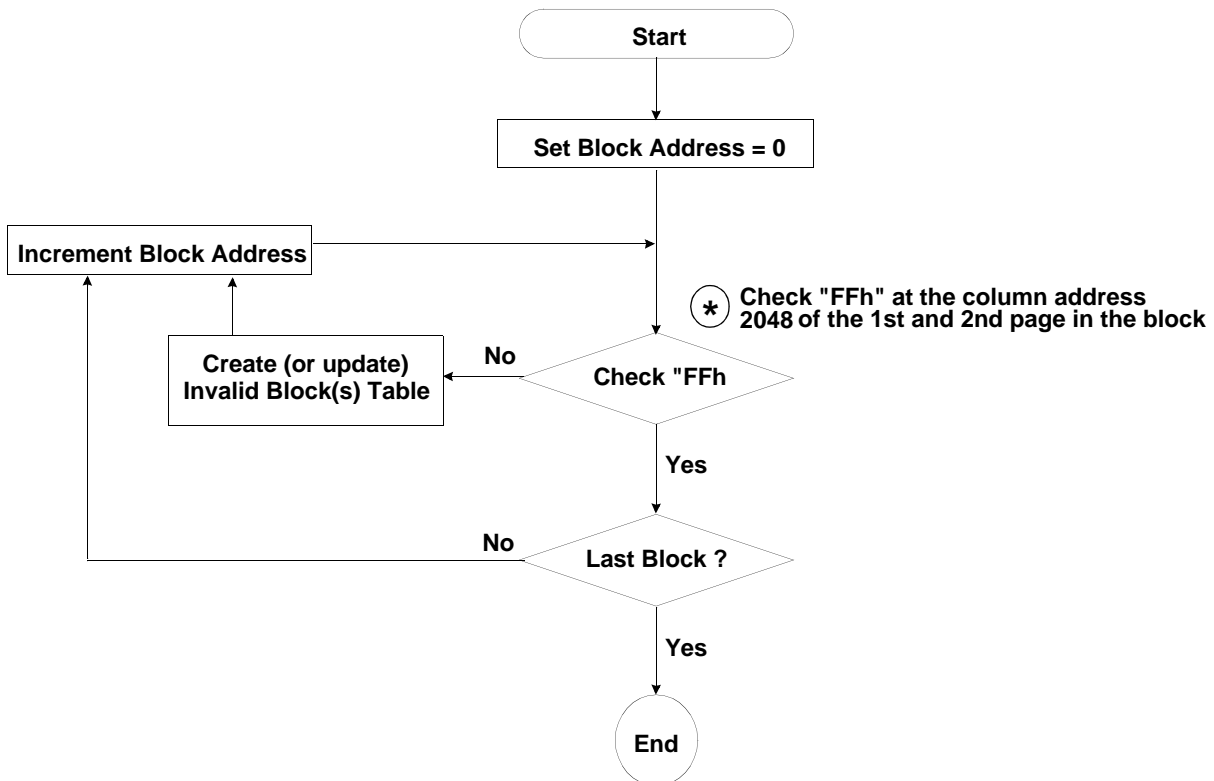 Start
Set Block Address = 0
Increment Block Address
* Check "FFh" at the column address
2048 of the 1st and 2nd page in the block
Create (or update)
Invalid Block(s) Table
No
Check "FFh
Yes
No
Last Block ?
Yes
End